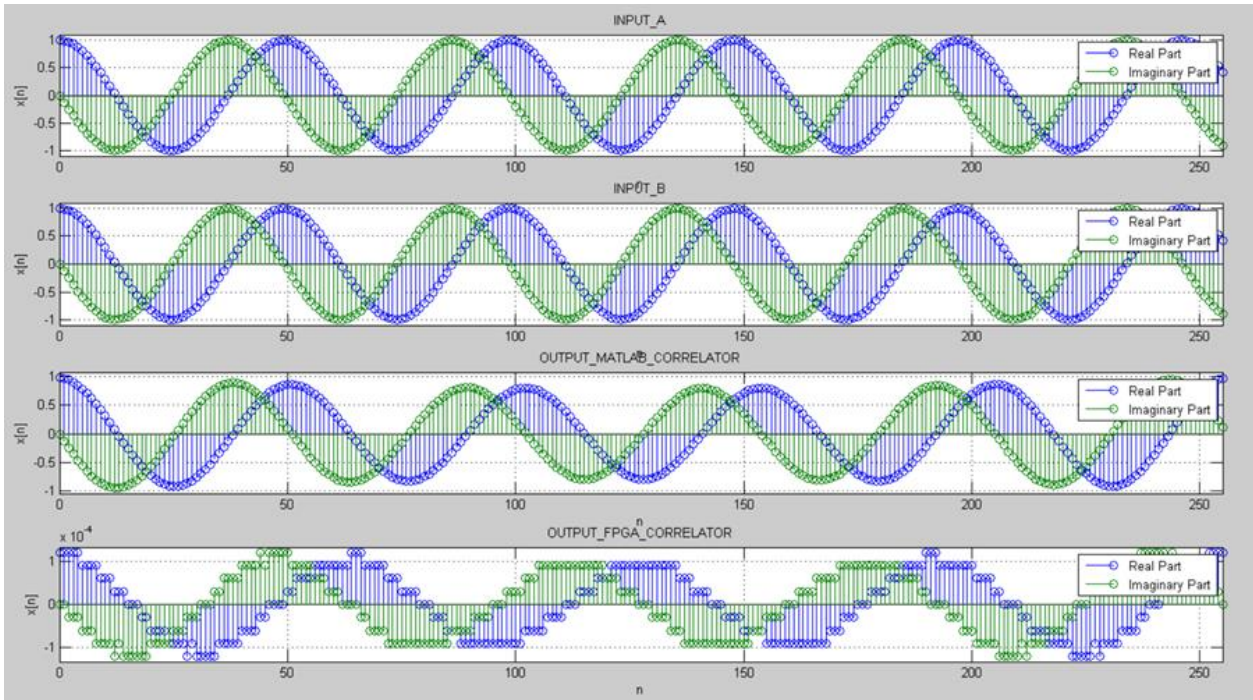 INPUT_A
1
0.5
0
-0.5
-1
x[n]
0 50 100 150 200 250
Real Part
Imaginary Part
INPUT_B
1
0.5
0
-0.5
-1
x[n]
0 50 100 150 200 250
Real Part
Imaginary Part
OUTPUT_MATLAB_CORRELATOR
1
0.5
0
-0.5
-1
x[n]
0 50 100 150 200 250
n
Real Part
Imaginary Part
x 10^-4
OUTPUT_FPGA_CORRELATOR
1
0
-1
x[n]
0 50 100 150 200 250
n
Real Part
Imaginary Part